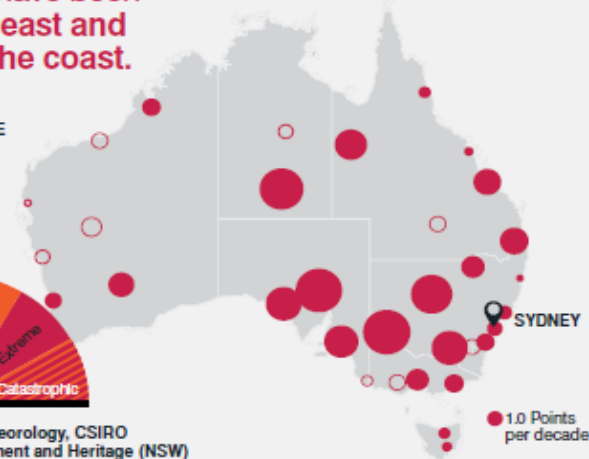 east and
he coast.
E
SYDNEY
Extreme
Catastrophic
1.0 Points
per decade
eorology, CSIRO
ment and Heritage (NSW)